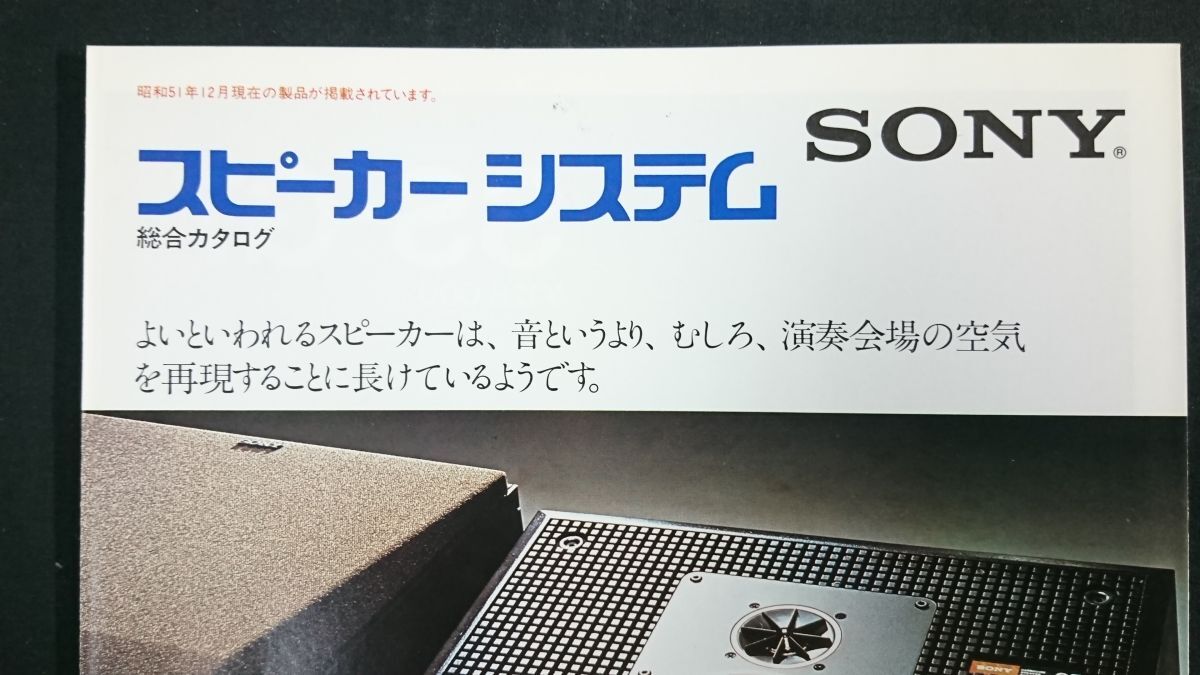 昭和51年12月現在の製品が掲載されています。
SONY®
スピーカーシステム
総合カタログ
よいといわれるスピーカーは、音というより、むしろ、演奏会場の空気
を再現することに長けているようです。
SONY
SONY